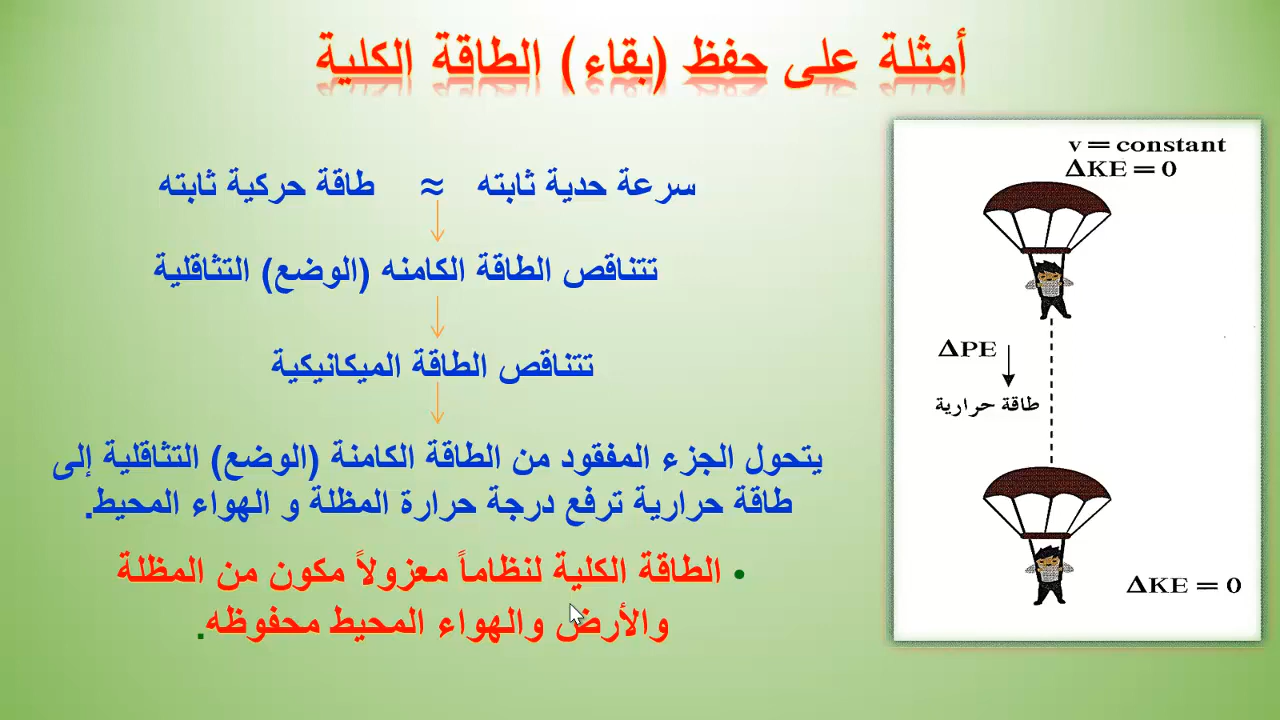 أمثلة على حفظ (بقاء) الطاقة الكلية
سرعة حدية ثابته ≈ طاقة حركية ثابته
تتناقص الطاقة الكامنه (الوضع) التثاقلية
تتناقص الطاقة الميكانيكية
يتحول الجزء المفقود من الطاقة الكامنة (الوضع) التثاقلية إلى
طاقة حرارية ترفع درجة حرارة المظلة و الهواء المحيط.
• الطاقة الكلية لنظاماً معزولاً مكون من المظلة
والأرض والهواء المحيط محفوظه.
v = constant
ΔKE = 0
ΔPE
طاقة حرارية
ΔKE = 0